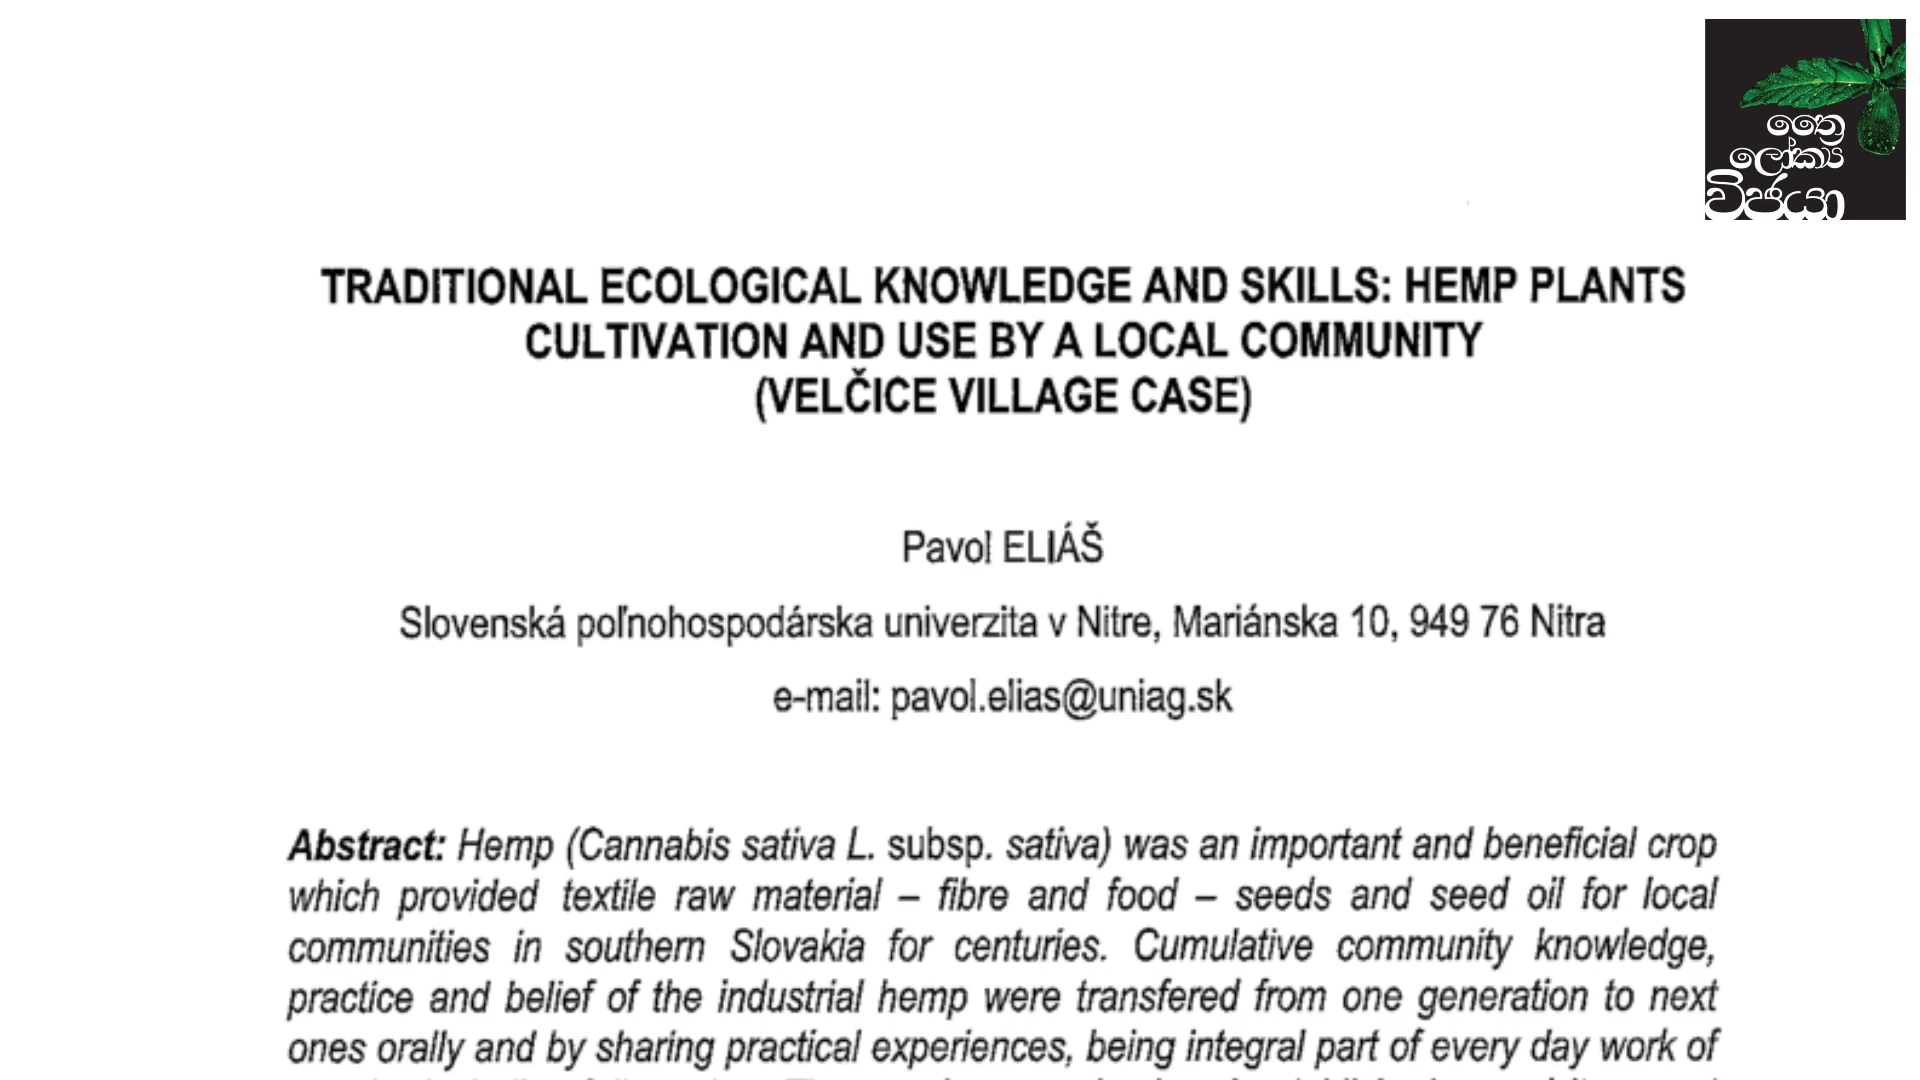 ත්‍රෛ
ලෝක්‍ය
විජයා
TRADITIONAL ECOLOGICAL KNOWLEDGE AND SKILLS: HEMP PLANTS
CULTIVATION AND USE BY A LOCAL COMMUNITY
(VELČICE VILLAGE CASE)
Pavol ELIÁŠ
Slovenská poľnohospodárska univerzita v Nitre, Mariánska 10, 949 76 Nitra
e-mail: pavol.elias@uniag.sk
Abstract: Hemp (Cannabis sativa L. subsp. sativa) was an important and beneficial crop
which provided textile raw material – fibre and food – seeds and seed oil for local
communities in southern Slovakia for centuries. Cumulative community knowledge,
practice and belief of the industrial hemp were transfered from one generation to next
ones orally and by sharing practical experiences, being integral part of every day work of